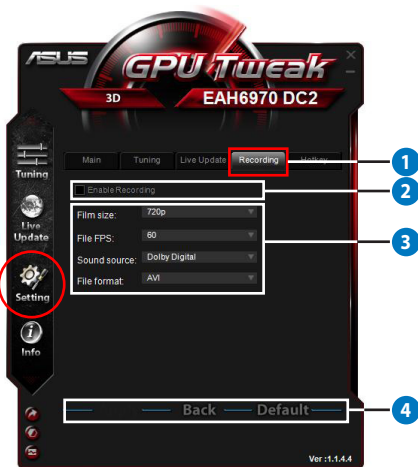 ASUS
GPU Tweak
3D
EAH6970 DC2
Tuning
Live
Update
Setting
Info
Main Tuning Live Update Recording Hotkey
Enable Recording
Film size: 720p
File FPS: 60
Sound source: Dolby Digital
File format: AVI
Back Default
Ver :1.1.4.4
1
2
3
4